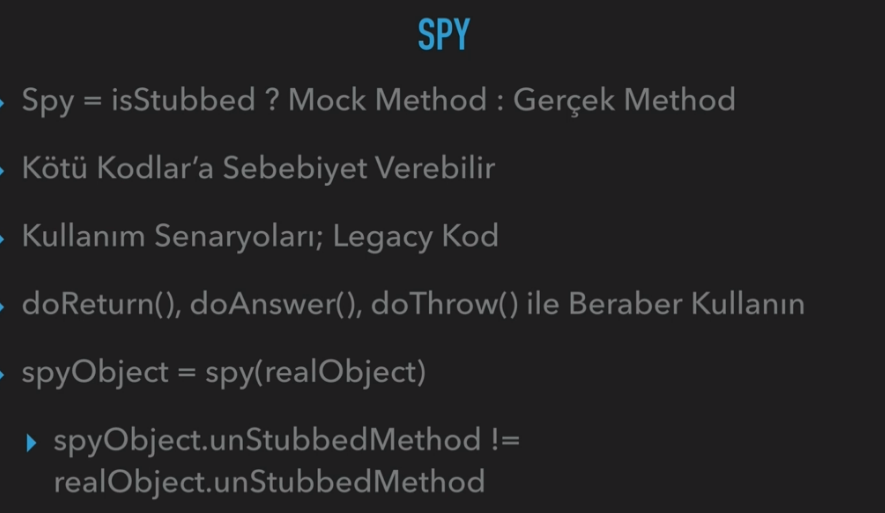 SPY
Spy = isStubbed ? Mock Method : Gerçek Method
Kötü Kodlar’a Sebebiyet Verebilir
Kullanım Senaryoları; Legacy Kod
doReturn(), doAnswer(), doThrow() ile Beraber Kullanın
spyObject = spy(realObject)
spyObject.unStubbedMethod !=
realObject.unStubbedMethod